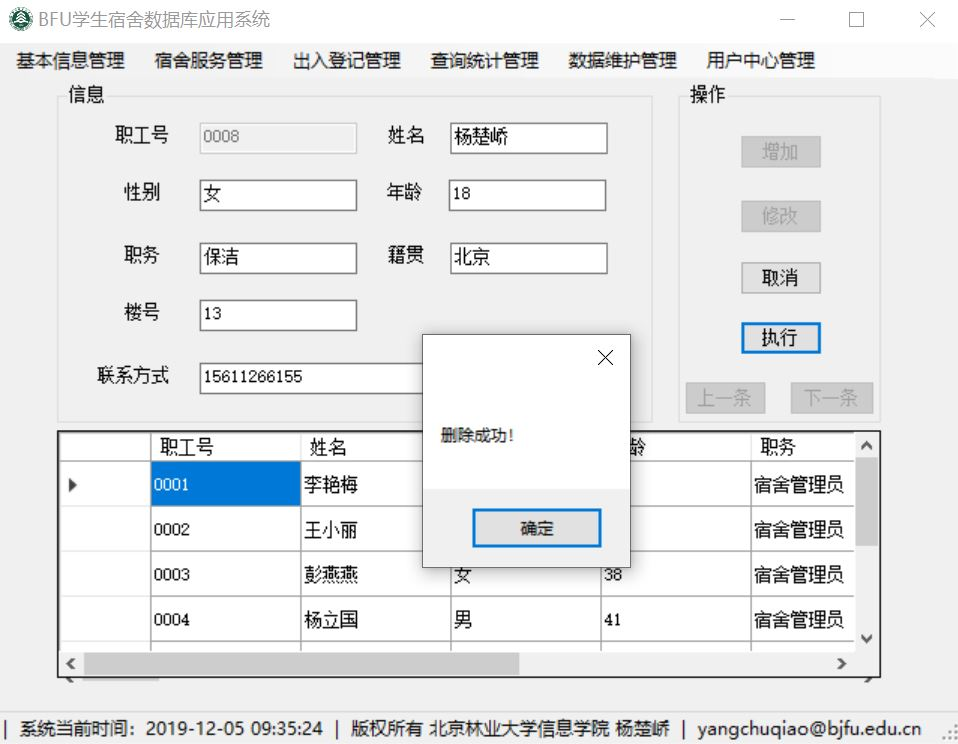 BFU学生宿舍数据库应用系统
基本信息管理 宿舍服务管理 出入登记管理 查询统计管理 数据维护管理 用户中心管理
信息 操作
职工号 0008 姓名 杨楚峤 增加
性别 女 年龄 18 修改
职务 保洁 籍贯 北京 取消
楼号 13 执行
联系方式 15611266155 上一条 下一条
删除成功!
确定
职工号 姓名 龄 职务
0001 李艳梅 宿舍管理员
0002 王小丽 宿舍管理员
0003 彭燕燕 女 38 宿舍管理员
0004 杨立国 男 41 宿舍管理员
| 系统当前时间: 2019-12-05 09:35:24 | 版权所有 北京林业大学信息学院 杨楚峤 | yangchuqiao@bjfu.edu.cn